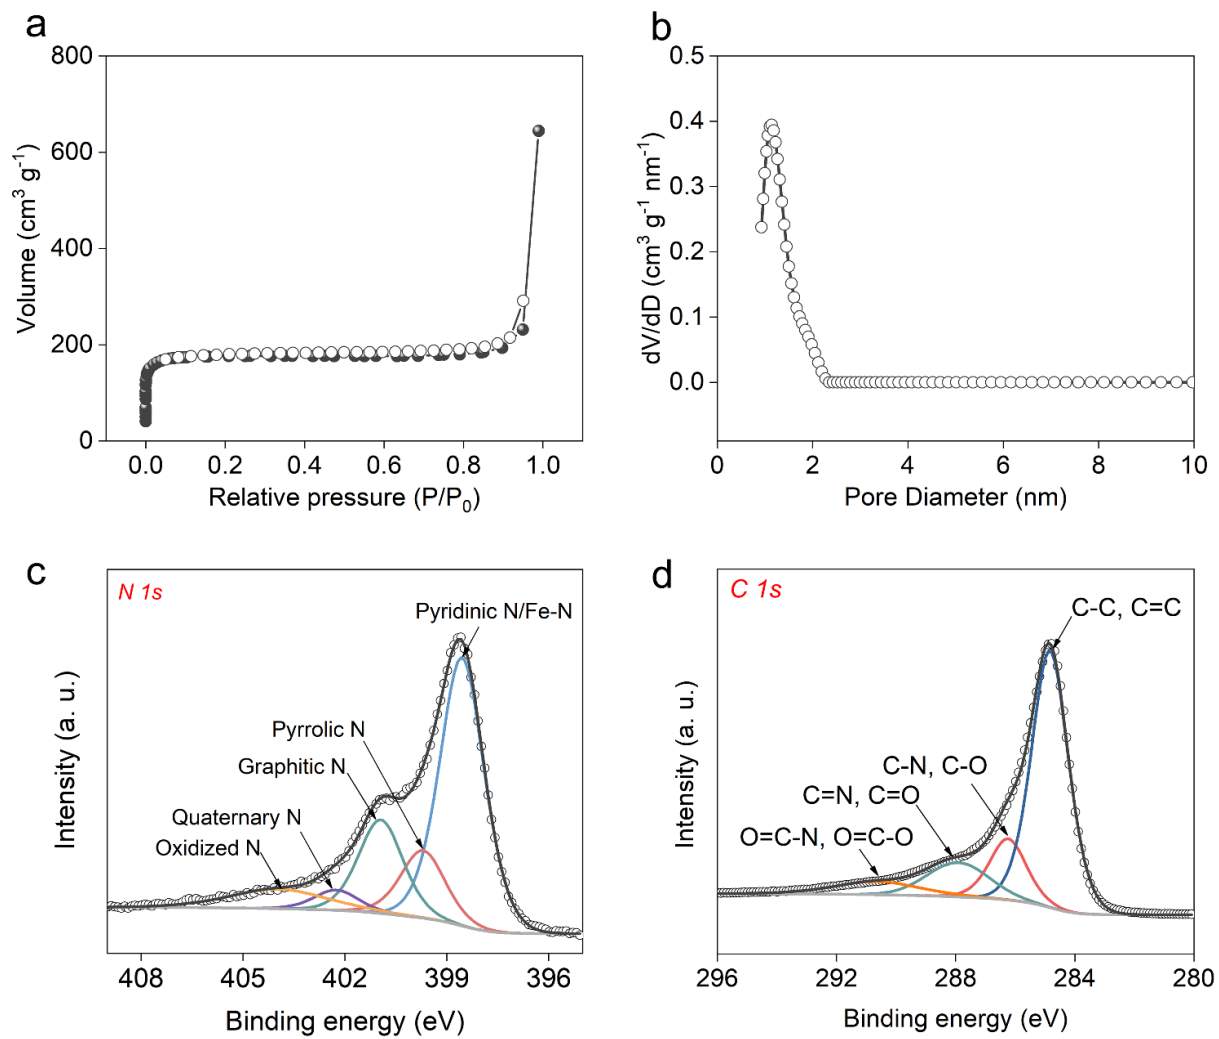 a
800
600
400
200
0
0.0 0.2 0.4 0.6 0.8 1.0
Volume (cm³ g⁻¹)
Relative pressure (P/P₀)
b
0.5
0.4
0.3
0.2
0.1
0.0
0 2 4 6 8 10
dV/dD (cm³ g⁻¹ nm⁻¹)
Pore Diameter (nm)
c
N 1s
Pyridinic N/Fe-N
Pyrrolic N
Graphitic N
Quaternary N
Oxidized N
408 405 402 399 396
Intensity (a. u.)
Binding energy (eV)
d
C 1s
C-C, C=C
C-N, C-O
C=N, C=O
O=C-N, O=C-O
296 292 288 284 280
Intensity (a. u.)
Binding energy (eV)